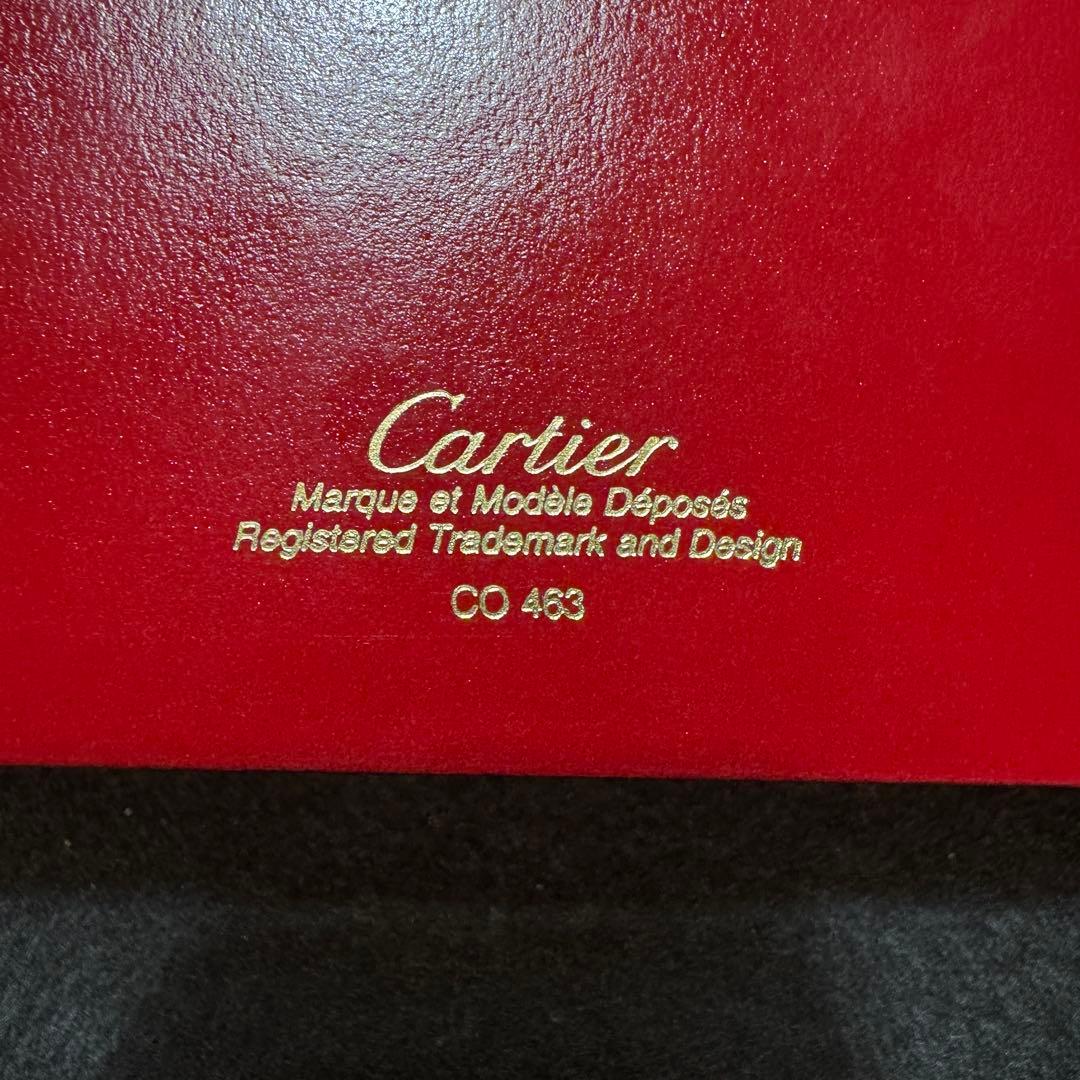 Cartier
Marque et Modèle Déposés
Registered Trademark and Design
CO 463